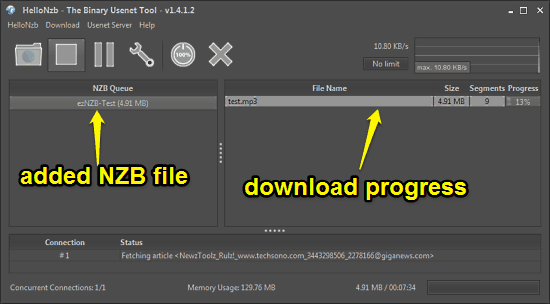 HelloNzb - The Binary Usenet Tool - v1.4.1.2
HelloNzb Download Usenet Server Help
100%
10.80 KB/s
No limit
max. 10.80 KB/s
NZB Queue
ezNZB-Test (4.91 MB)
File Name Size Segments Progress
test.mp3 4.91 MB 9 13%
added NZB file
download progress
Connection Status
#1 Fetching article <NewzToolz_Rulz!_www.techsono.com_3443298506_2278166@giganews.com>
Concurrent Connections: 1/1 Memory Usage: 129.76 MB 4.91 MB / 00:07:34